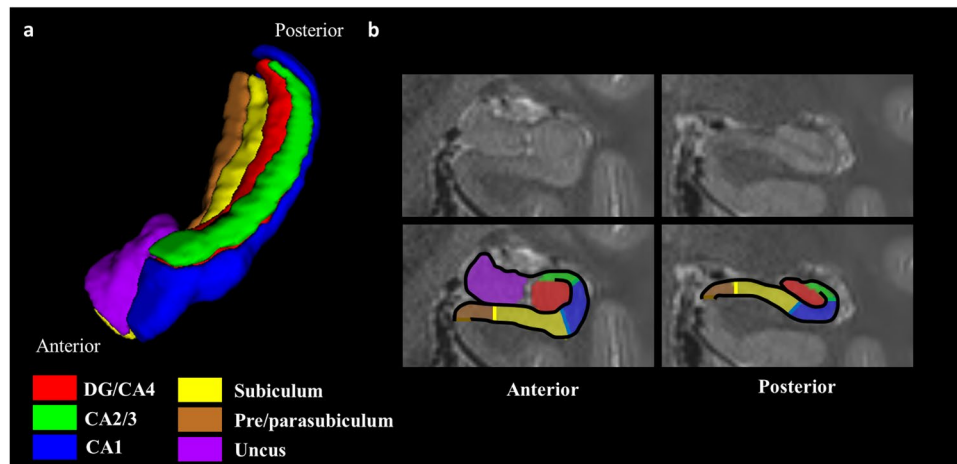 a
Posterior
b
Anterior
DG/CA4
Subiculum
CA2/3
Pre/parasubiculum
CA1
Uncus
Anterior
Posterior